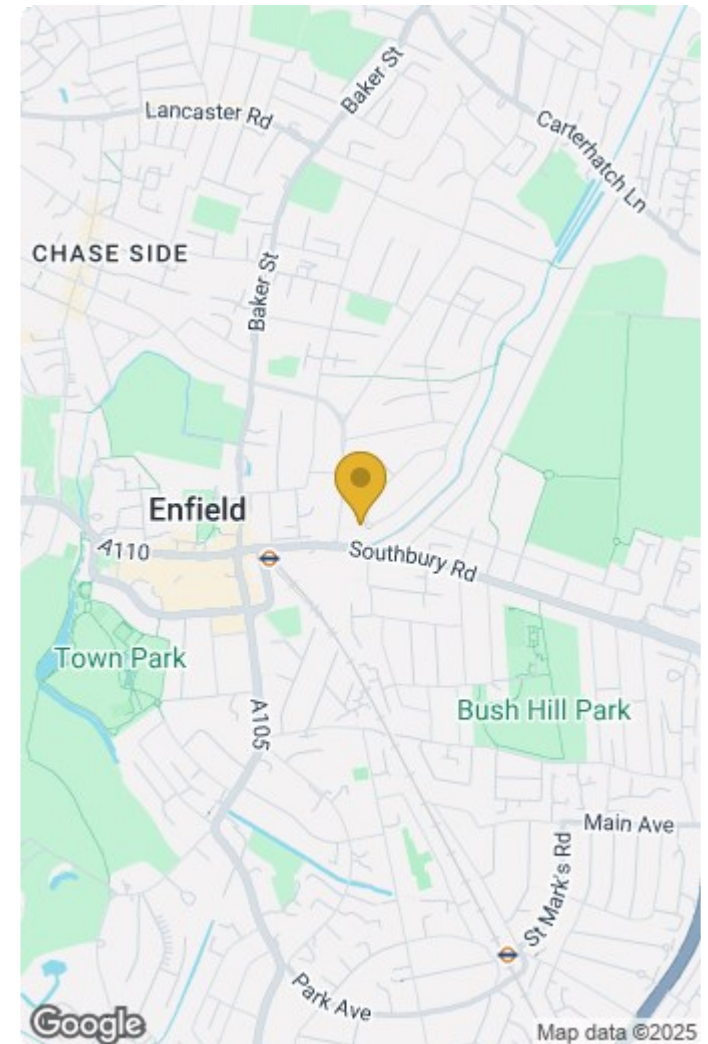 Baker St
Lancaster Rd
Carterhatch Ln
CHASE SIDE
Baker St
Enfield
A110
Southbury Rd
Town Park
A105
Bush Hill Park
Main Ave
St Mark's Rd
Park Ave
Google
Map data ©2025